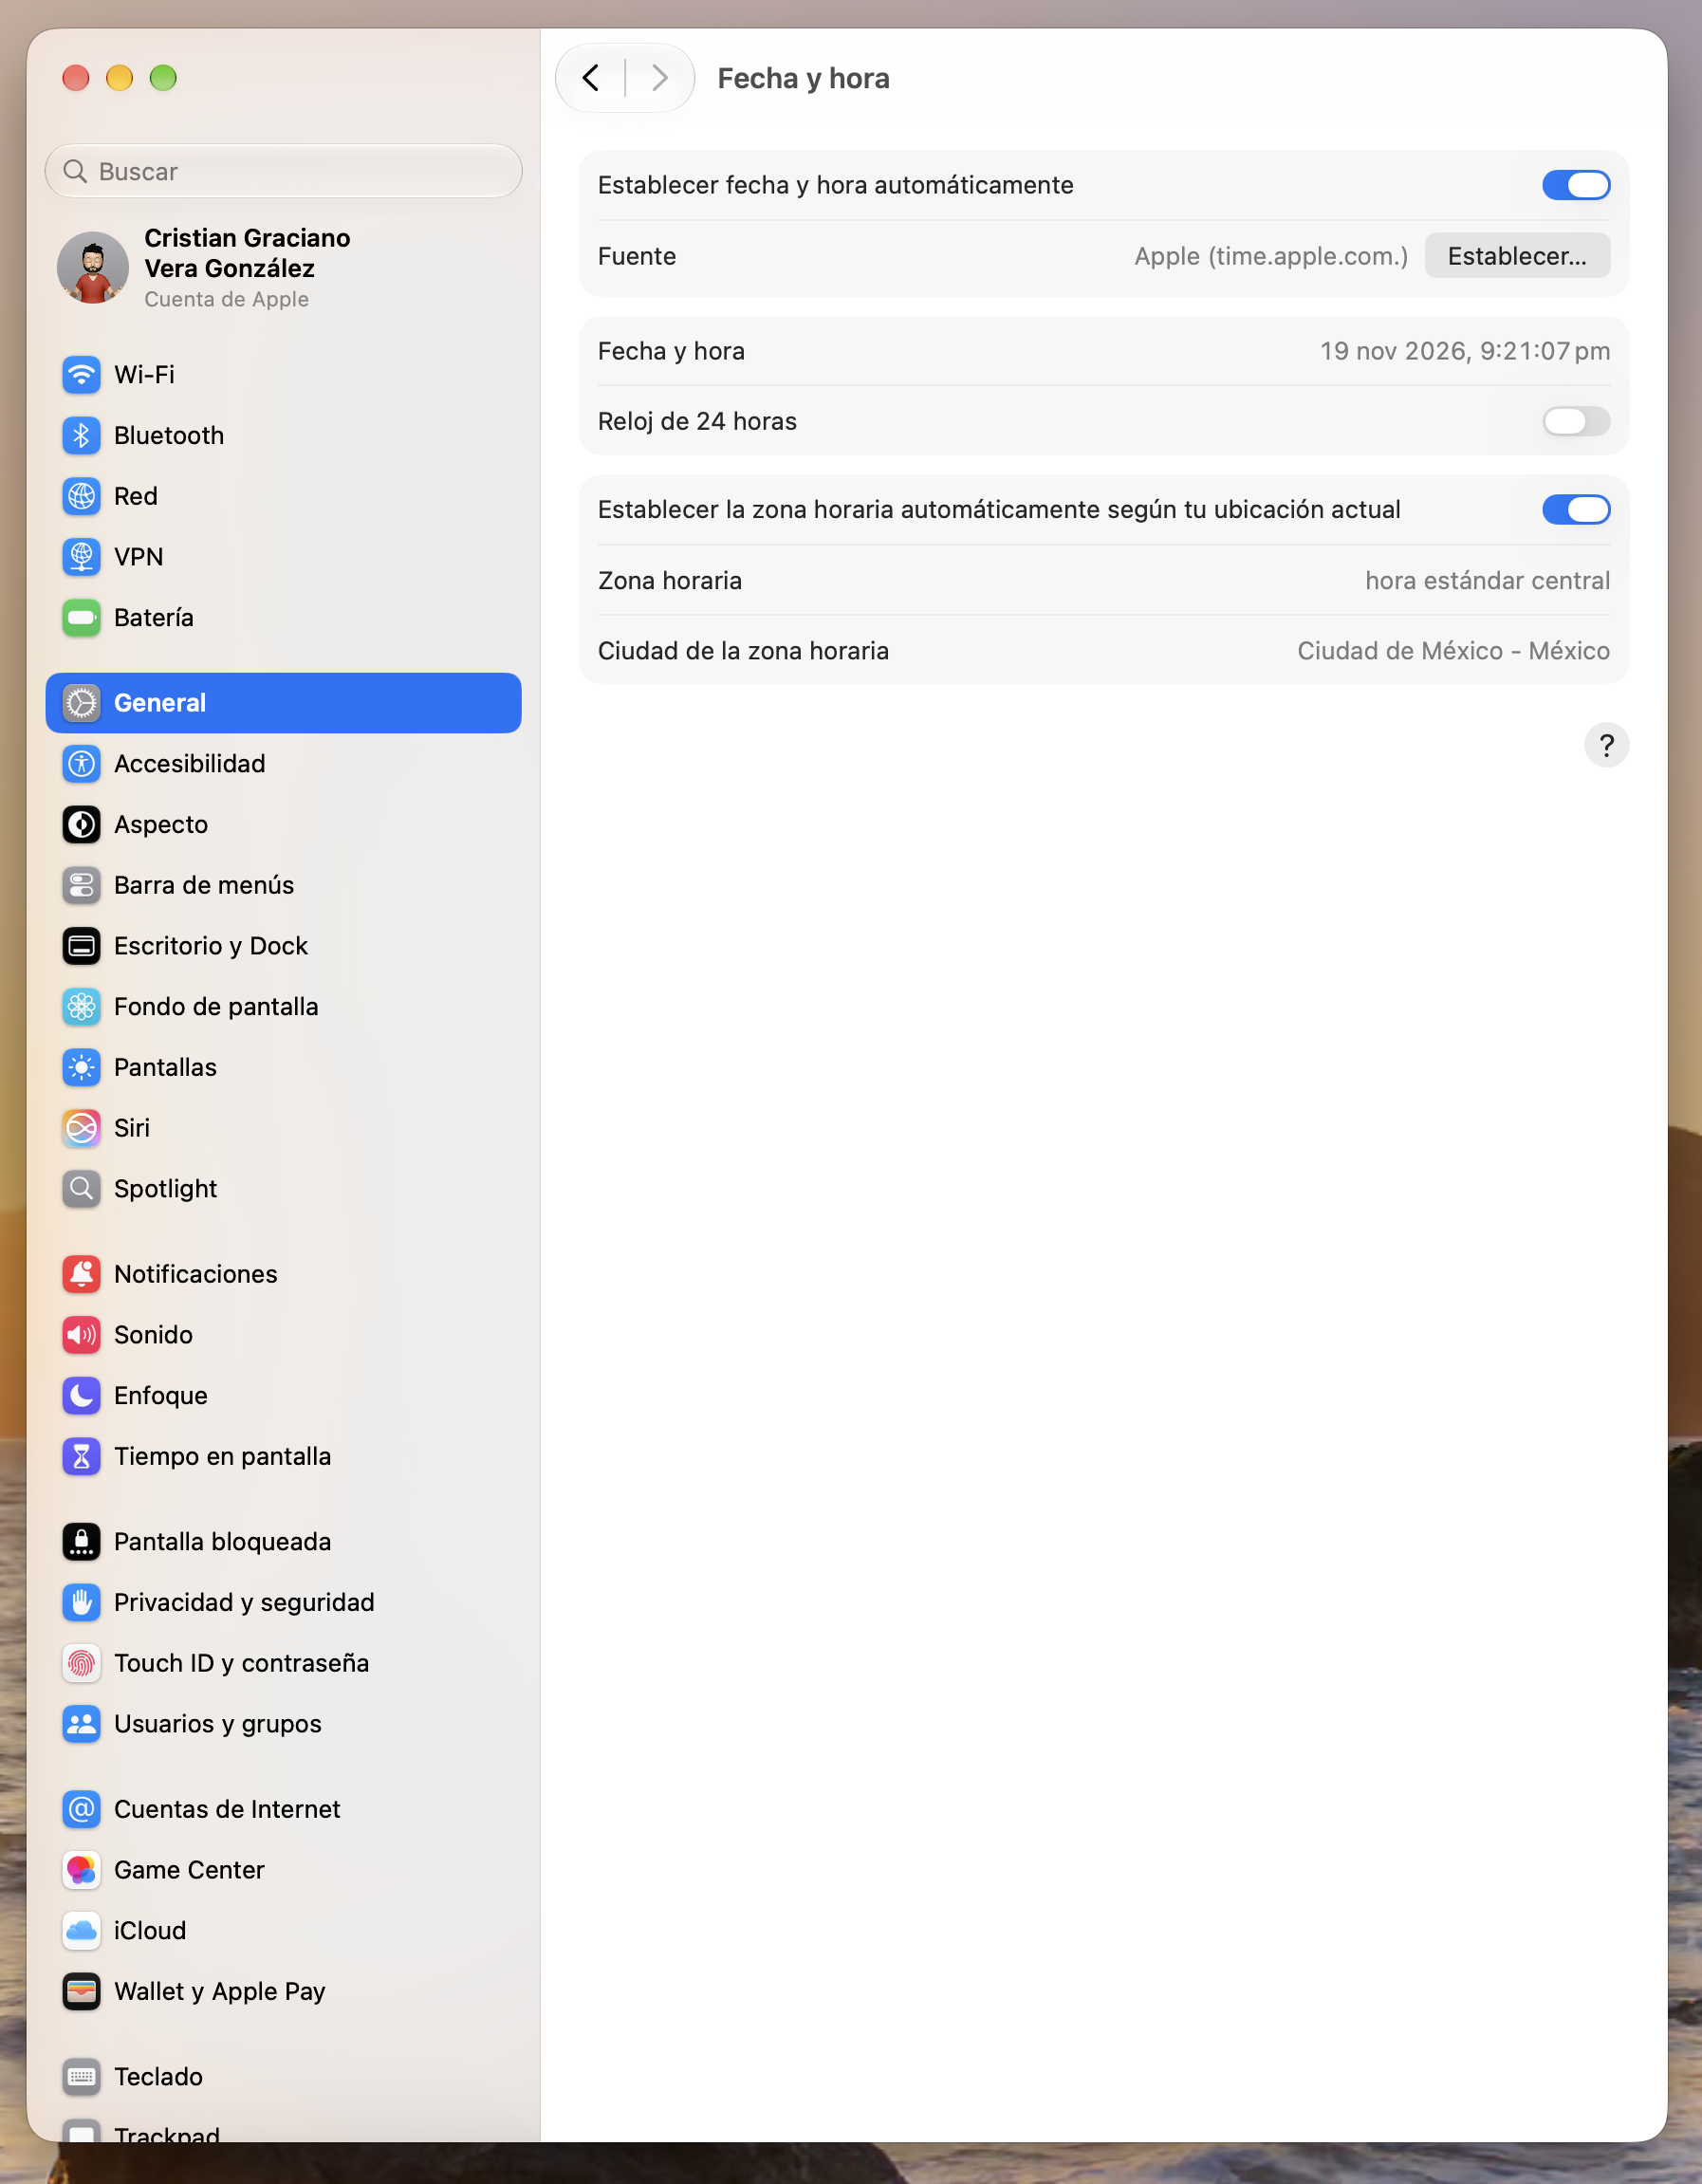 Buscar
Cristian Graciano
Vera González
Cuenta de Apple
Wi-Fi
Bluetooth
Red
VPN
Batería
General
Accesibilidad
Aspecto
Barra de menús
Escritorio y Dock
Fondo de pantalla
Pantallas
Siri
Spotlight
Notificaciones
Sonido
Enfoque
Tiempo en pantalla
Pantalla bloqueada
Privacidad y seguridad
Touch ID y contraseña
Usuarios y grupos
Cuentas de Internet
Game Center
iCloud
Wallet y Apple Pay
Teclado
Trackpad
Fecha y hora
Establecer fecha y hora automáticamente
Fuente Apple (time.apple.com.) Establecer...
Fecha y hora 19 nov 2026, 9:21:07 pm
Reloj de 24 horas
Establecer la zona horaria automáticamente según tu ubicación actual
Zona horaria hora estándar central
Ciudad de la zona horaria Ciudad de México - México
?